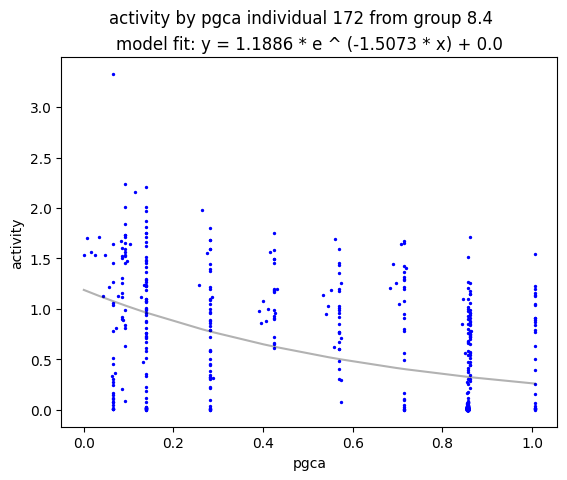 activity by pgca individual 172 from group 8.4
model fit: y = 1.1886 * e ^ (-1.5073 * x) + 0.0
3.0
2.5
2.0
1.5
1.0
0.5
0.0
activity
0.0 0.2 0.4 0.6 0.8 1.0
pgca